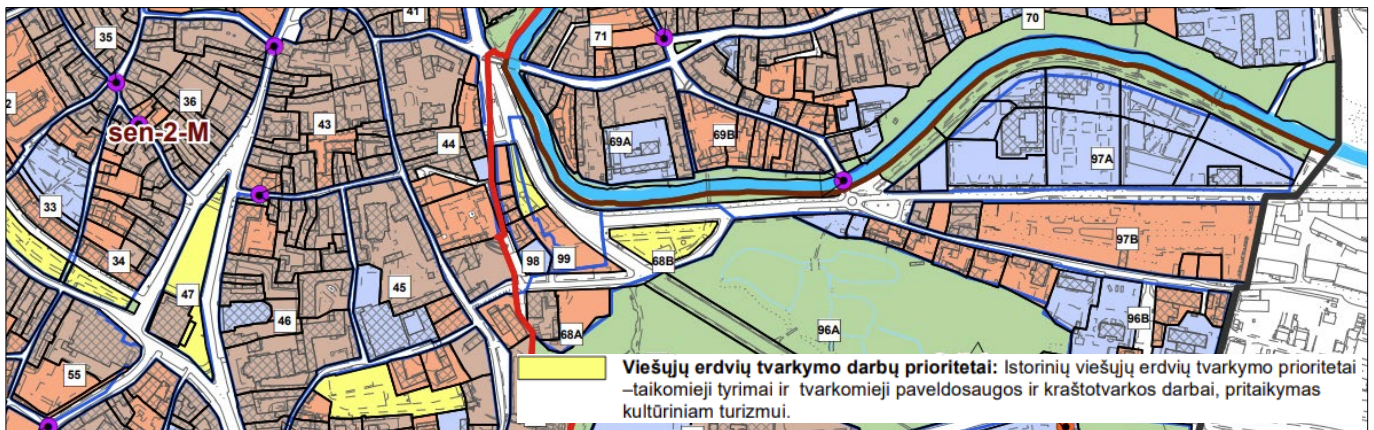 41
35
71
70
36
43
sen-2-M
44
69A
69B
97A
33
34
98
99
68B
97B
47
45
46
68A
96A
96B
55
Viešųjų erdvių tvarkymo darbų prioritetai: Istorinių viešųjų erdvių tvarkymo prioritetai
–taikomieji tyrimai ir tvarkomieji paveldosaugos ir kraštotvarkos darbai, pritaikymas
kultūriniam turizmui.